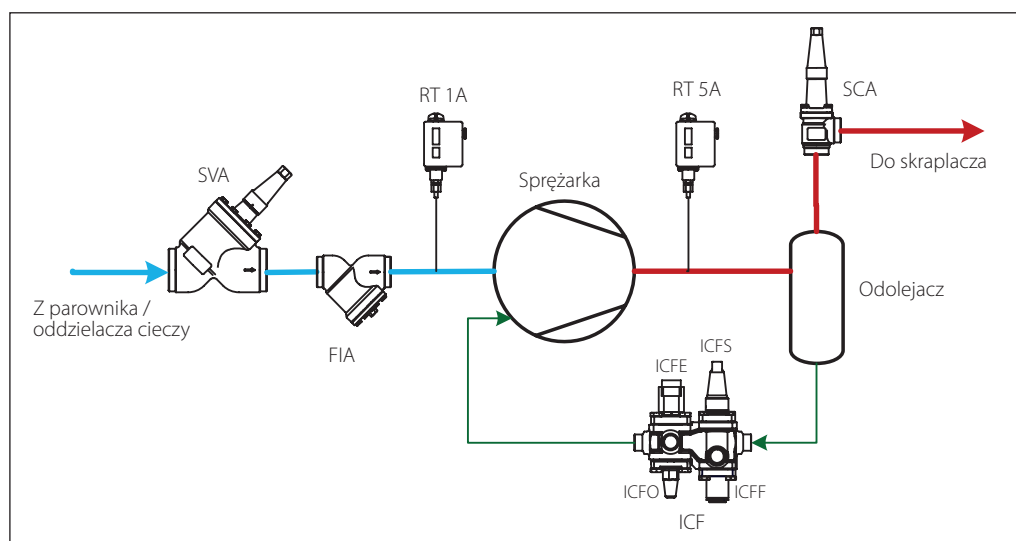 RT 1A
RT 5A
SCA
Do skraplacza
SVA
Sprężarka
Z parownika /
oddzielacza cieczy
FIA
Odolejacz
ICFE
ICFS
ICFO
ICFF
ICF